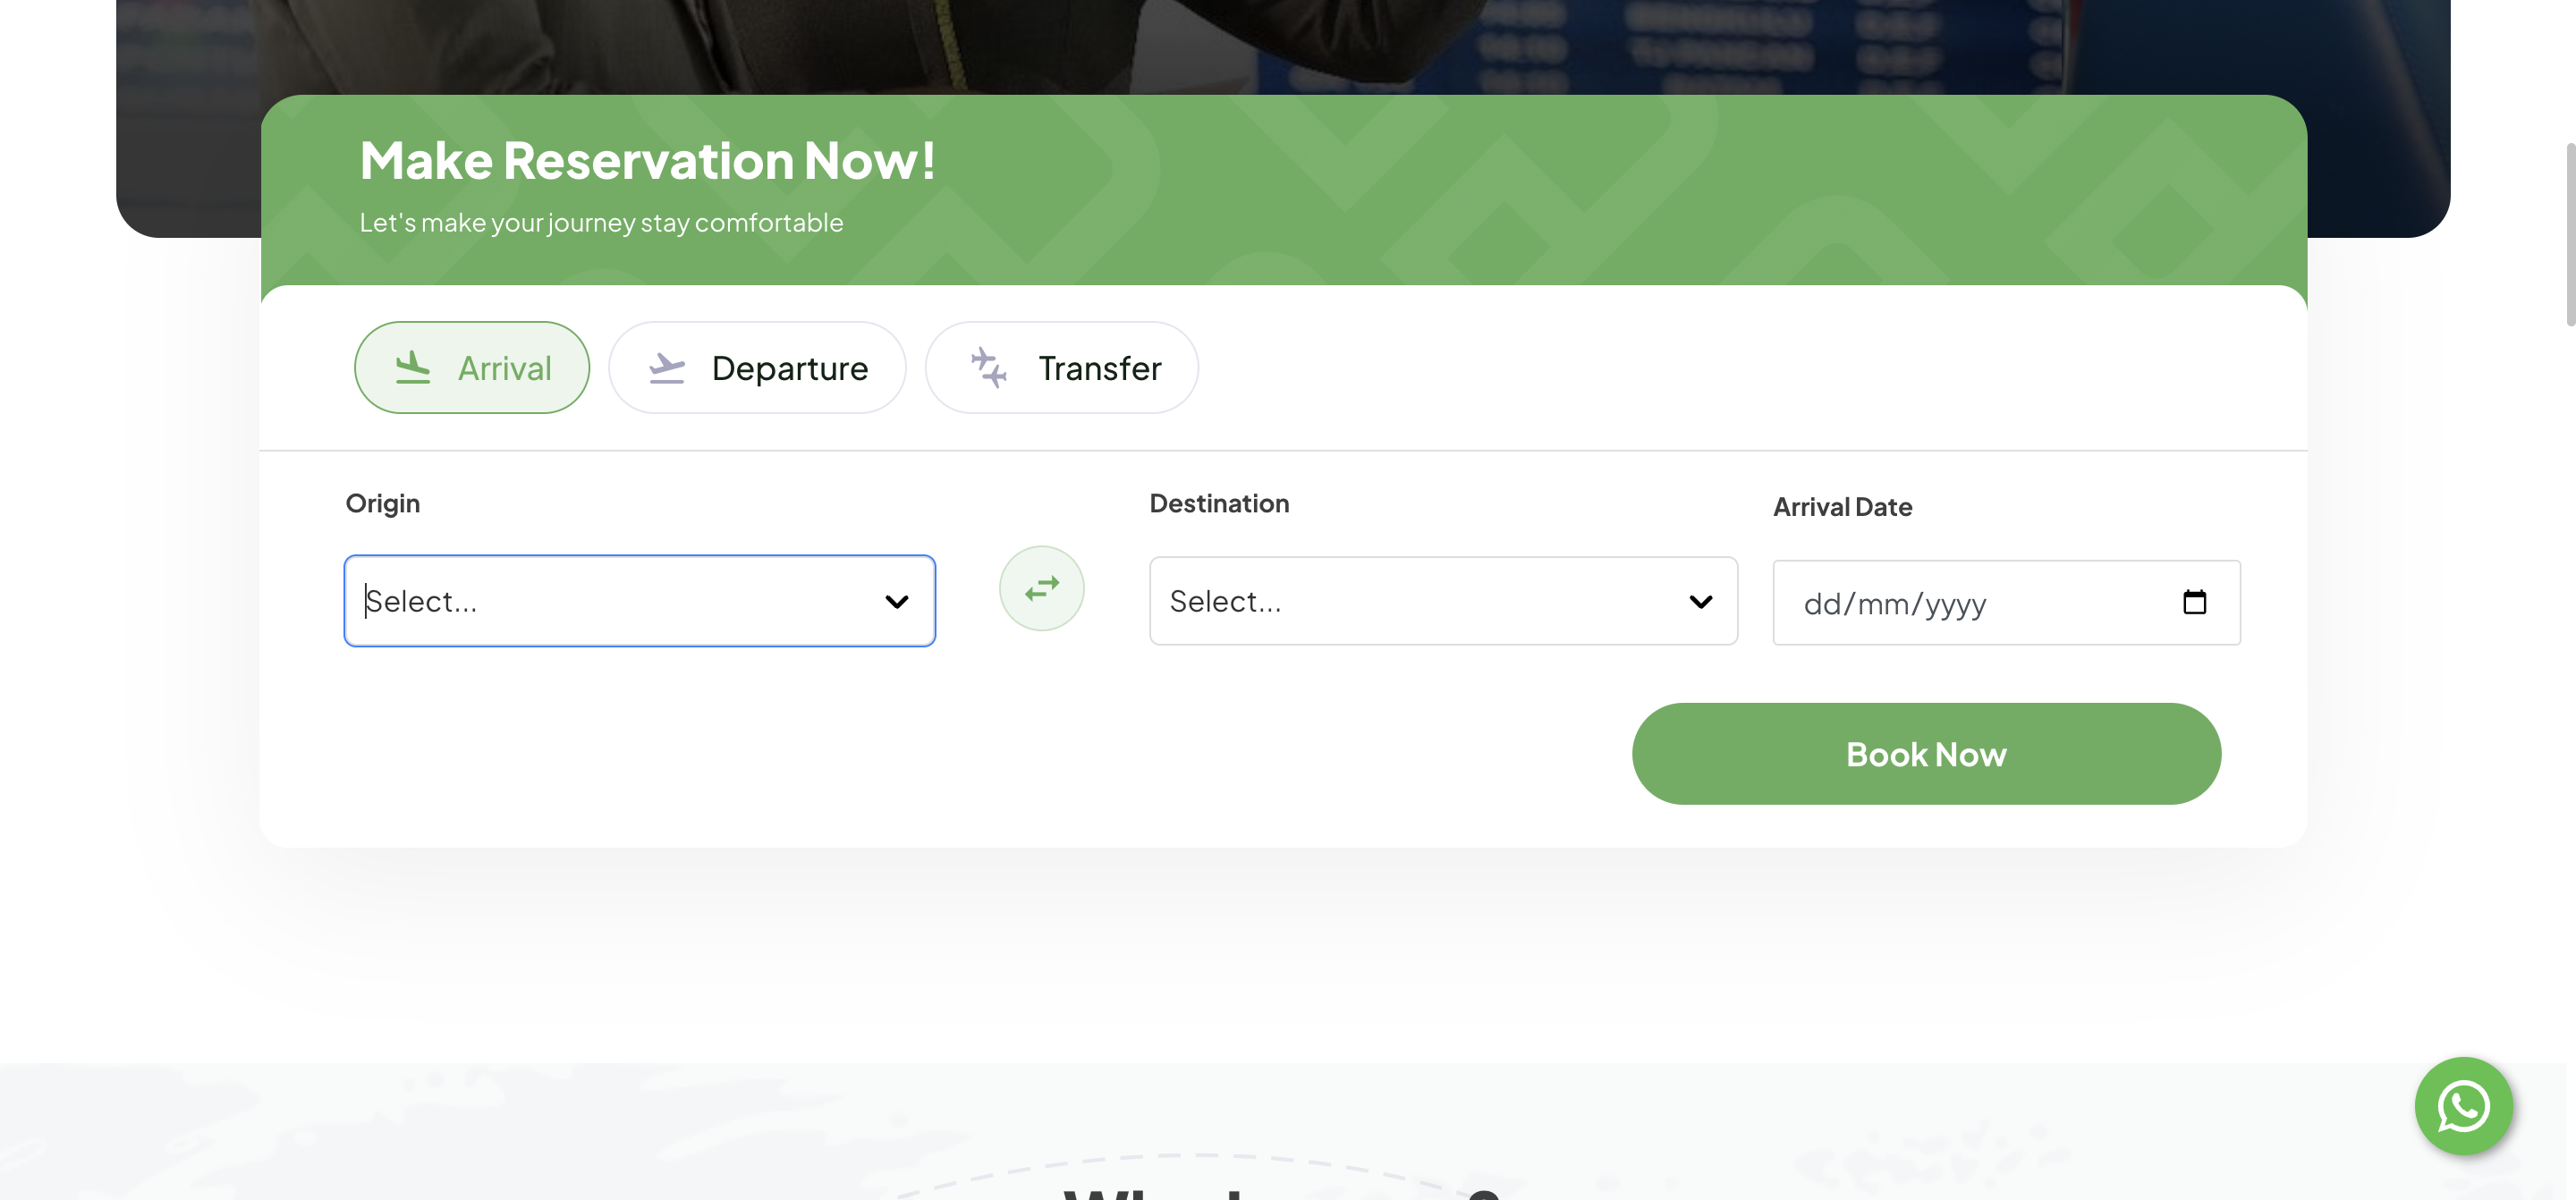 Make Reservation Now!
Let's make your journey stay comfortable
Arrival
Departure
Transfer
Origin
Destination
Arrival Date
Select...
Select...
dd/mm/yyyy
Book Now